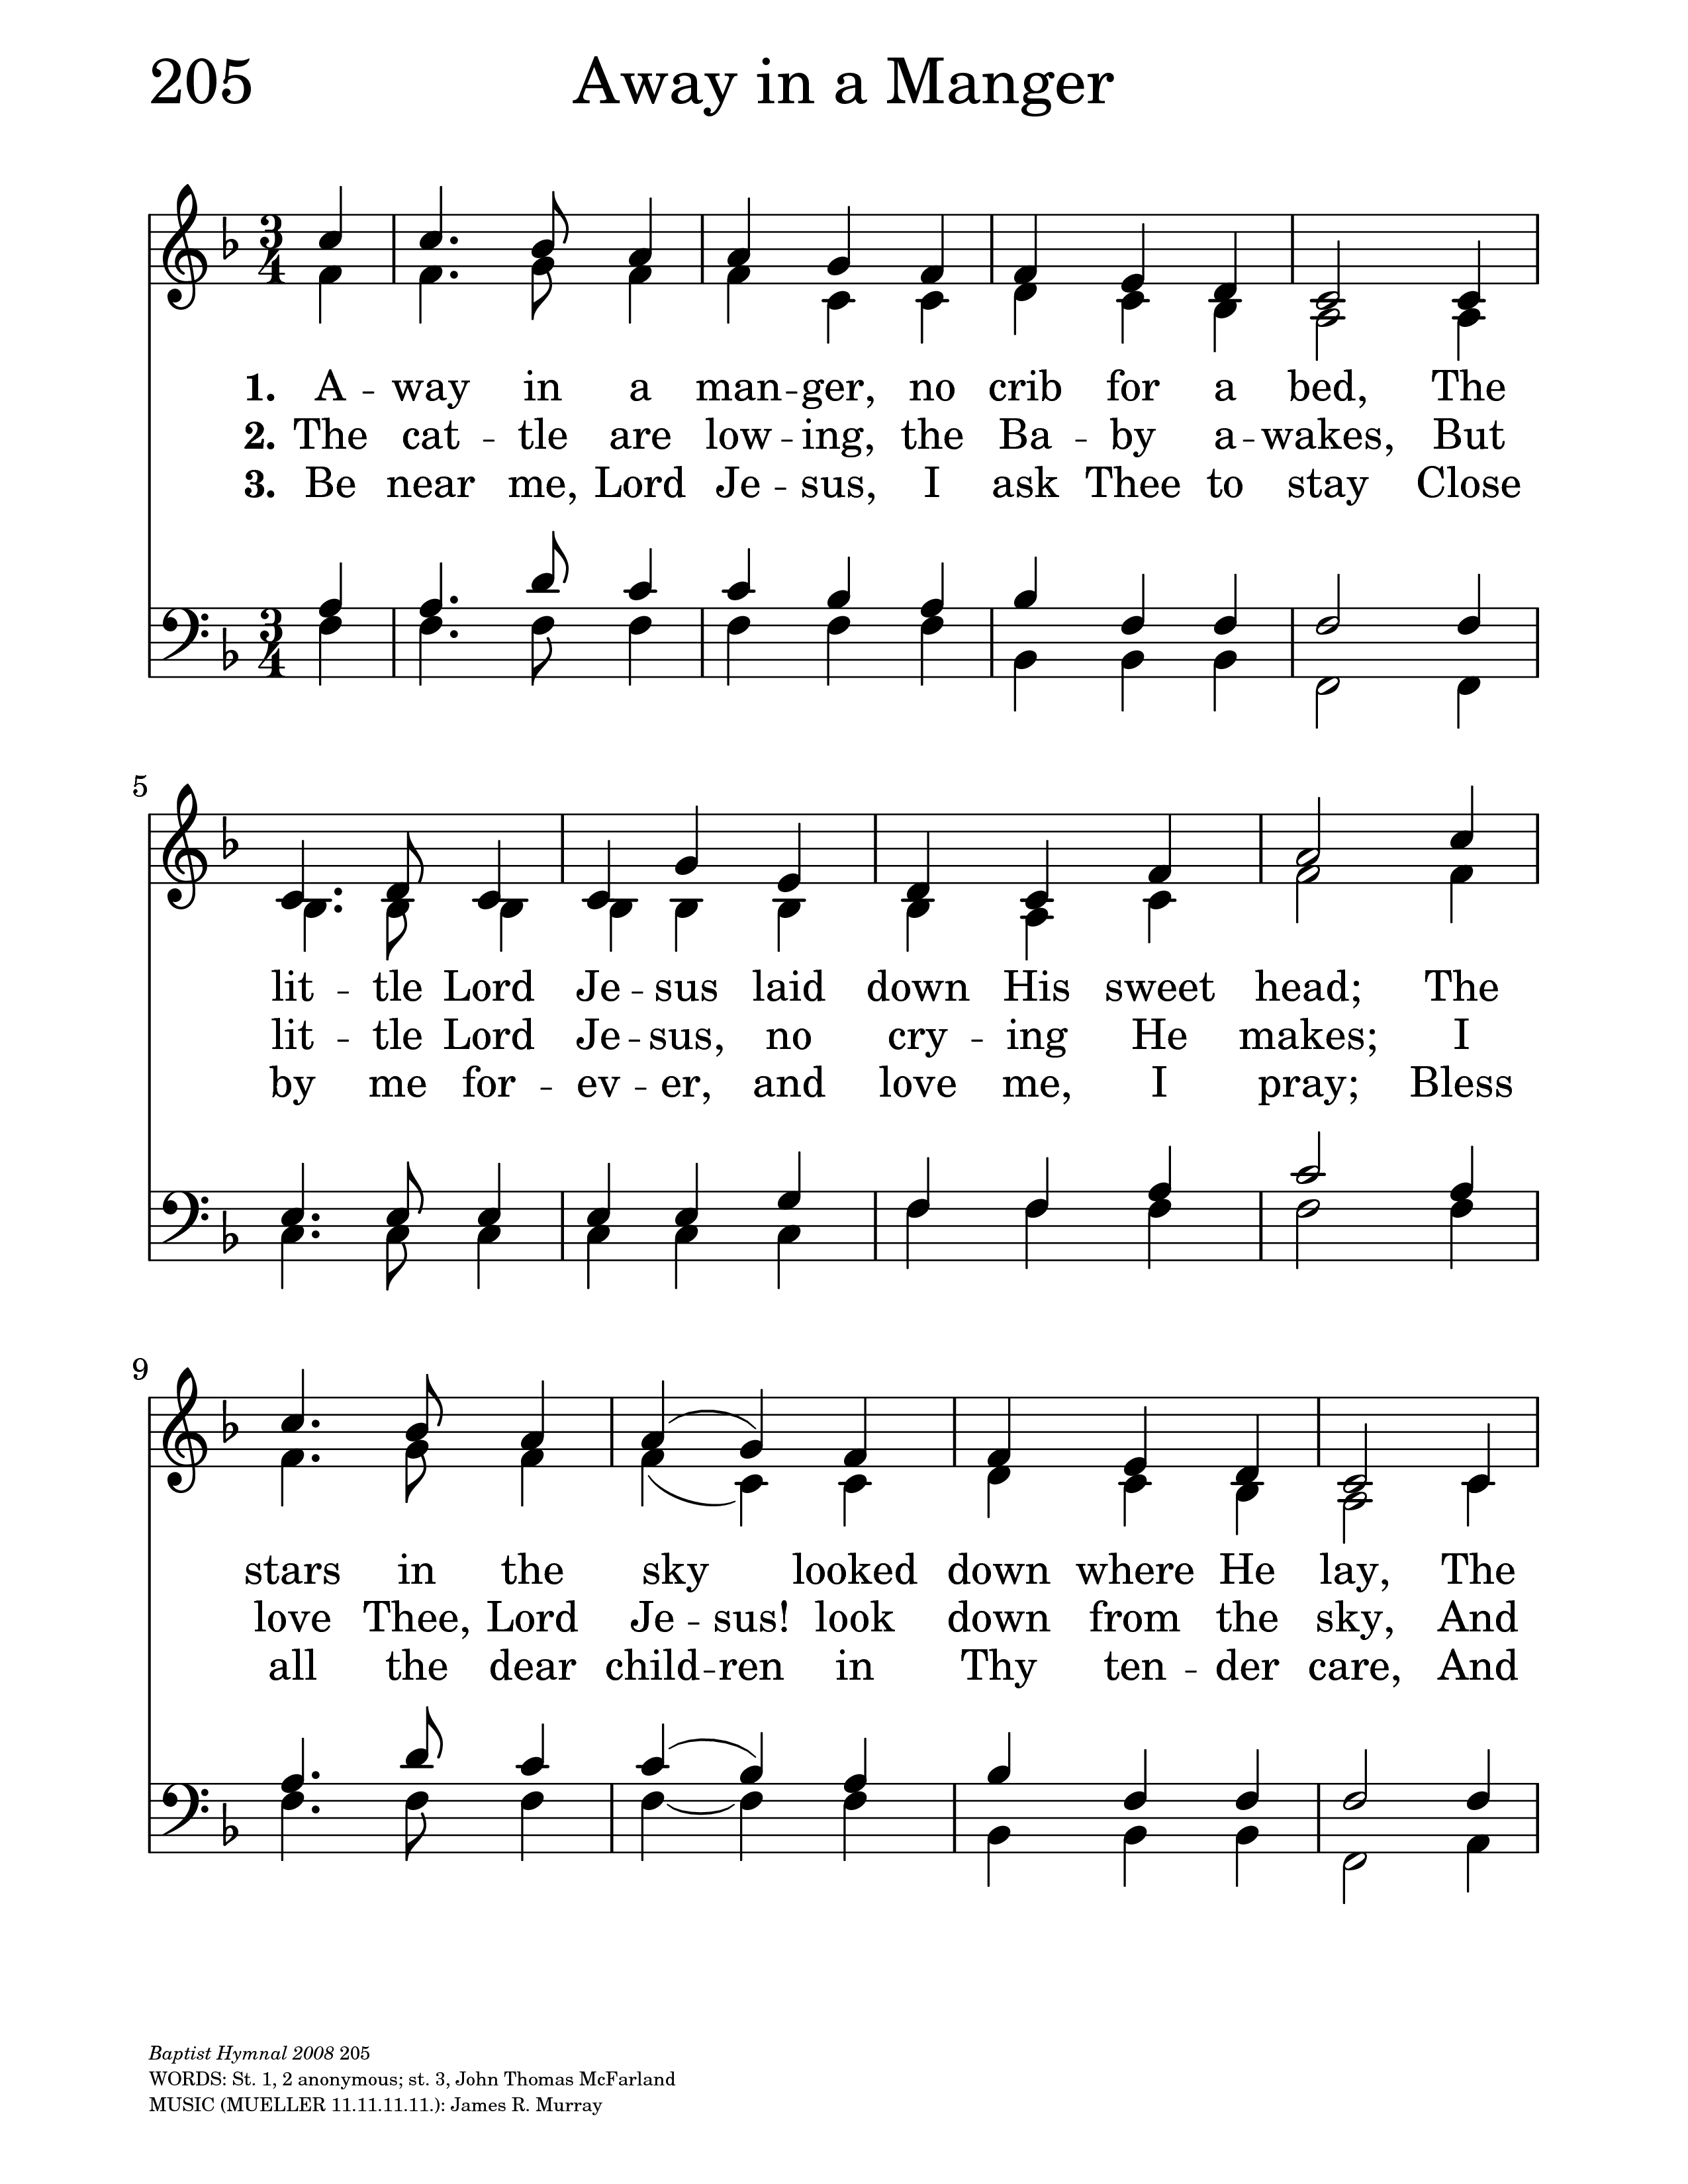 205 Away in a Manger
3
4
1. A -- way in a man -- ger, no crib for a bed, The
2. The cat -- tle are low -- ing, the Ba -- by a -- wakes, But
3. Be near me, Lord Je -- sus, I ask Thee to stay Close
3
4
5
lit -- tle Lord Je -- sus laid down His sweet head; The
lit -- tle Lord Je -- sus, no cry -- ing He makes; I
by me for -- ev -- er, and love me, I pray; Bless
9
stars in the sky looked down where He lay, The
love Thee, Lord Je -- sus! look down from the sky, And
all the dear child -- ren in Thy ten -- der care, And
Baptist Hymnal 2008 205
WORDS: St. 1, 2 anonymous; st. 3, John Thomas McFarland
MUSIC (MUELLER 11.11.11.11.): James R. Murray